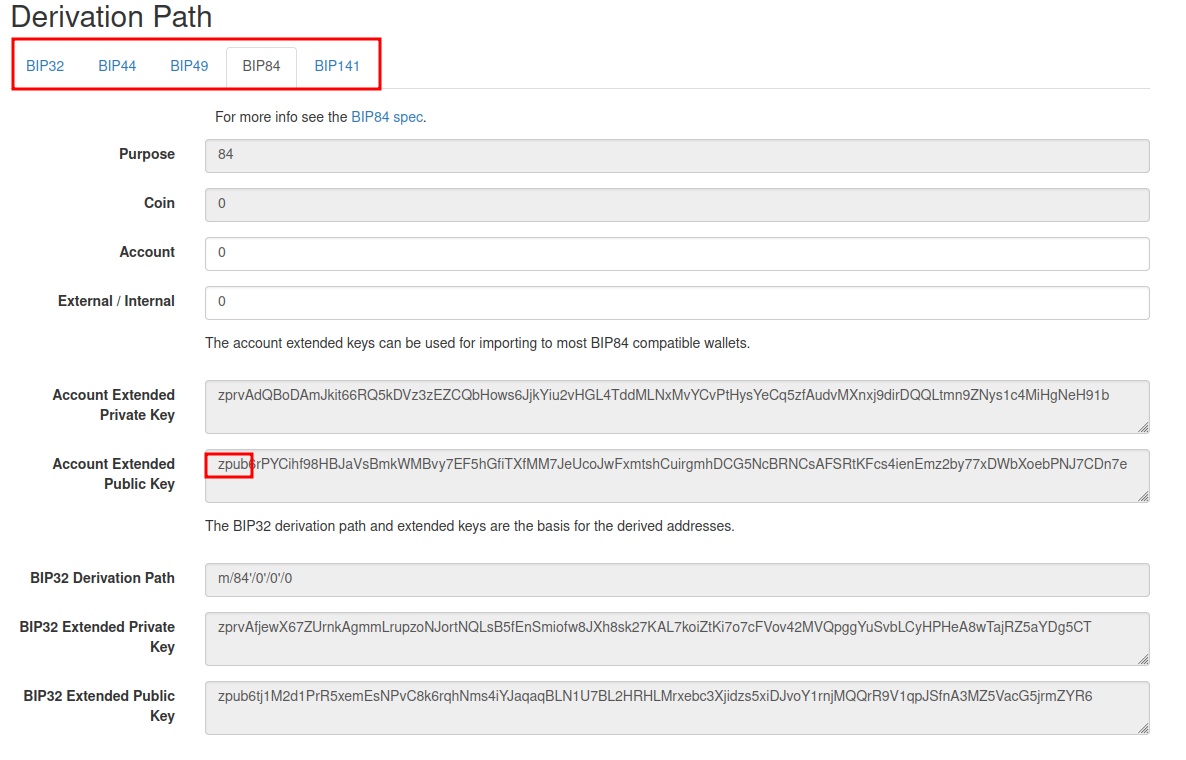 Derivation Path
BIP32 BIP44 BIP49 BIP84 BIP141
For more info see the BIP84 spec.
Purpose 84
Coin 0
Account 0
External / Internal 0
The account extended keys can be used for importing to most BIP84 compatible wallets.
Account Extended Private Key zprvAdQBoDAmJkit66RQ5kDVz3zEZCQbHows6JjkYiu2vHGL4TddMLNxMvYCvPtHysYeCq5zfAudvMXnxj9dirDQQLtmn9ZNys1c4MiHgNeH91b
Account Extended Public Key zpub6rPYCihf98HBJaVsBmkWMBvy7EF5hGfiTXfMM7JeUcoJwFxmtshCuirgmhDCG5NcBRNCsAFSRtKFcs4ienEmz2by77xDWbXoebPNJ7CDn7e
The BIP32 derivation path and extended keys are the basis for the derived addresses.
BIP32 Derivation Path m/84'/0'/0'/0
BIP32 Extended Private Key zprvAfjewX67ZUrnkAgmmLrupzoNJortNQLsB5fEnSmiofw8JXh8sk27KAL7koiZtKi7o7cFVov42MVQpggYuSvbLCyHPHeA8wTajRZ5aYDg5CT
BIP32 Extended Public Key zpub6tj1M2d1PrR5xemEsNPvC8k6rqhNms4iYJaqaqBLN1U7BL2HRHLMrxebc3Xjidzs5xiDJvoY1rnjMQQrR9V1qpJSfnA3MZ5VacG5jrmZYR6